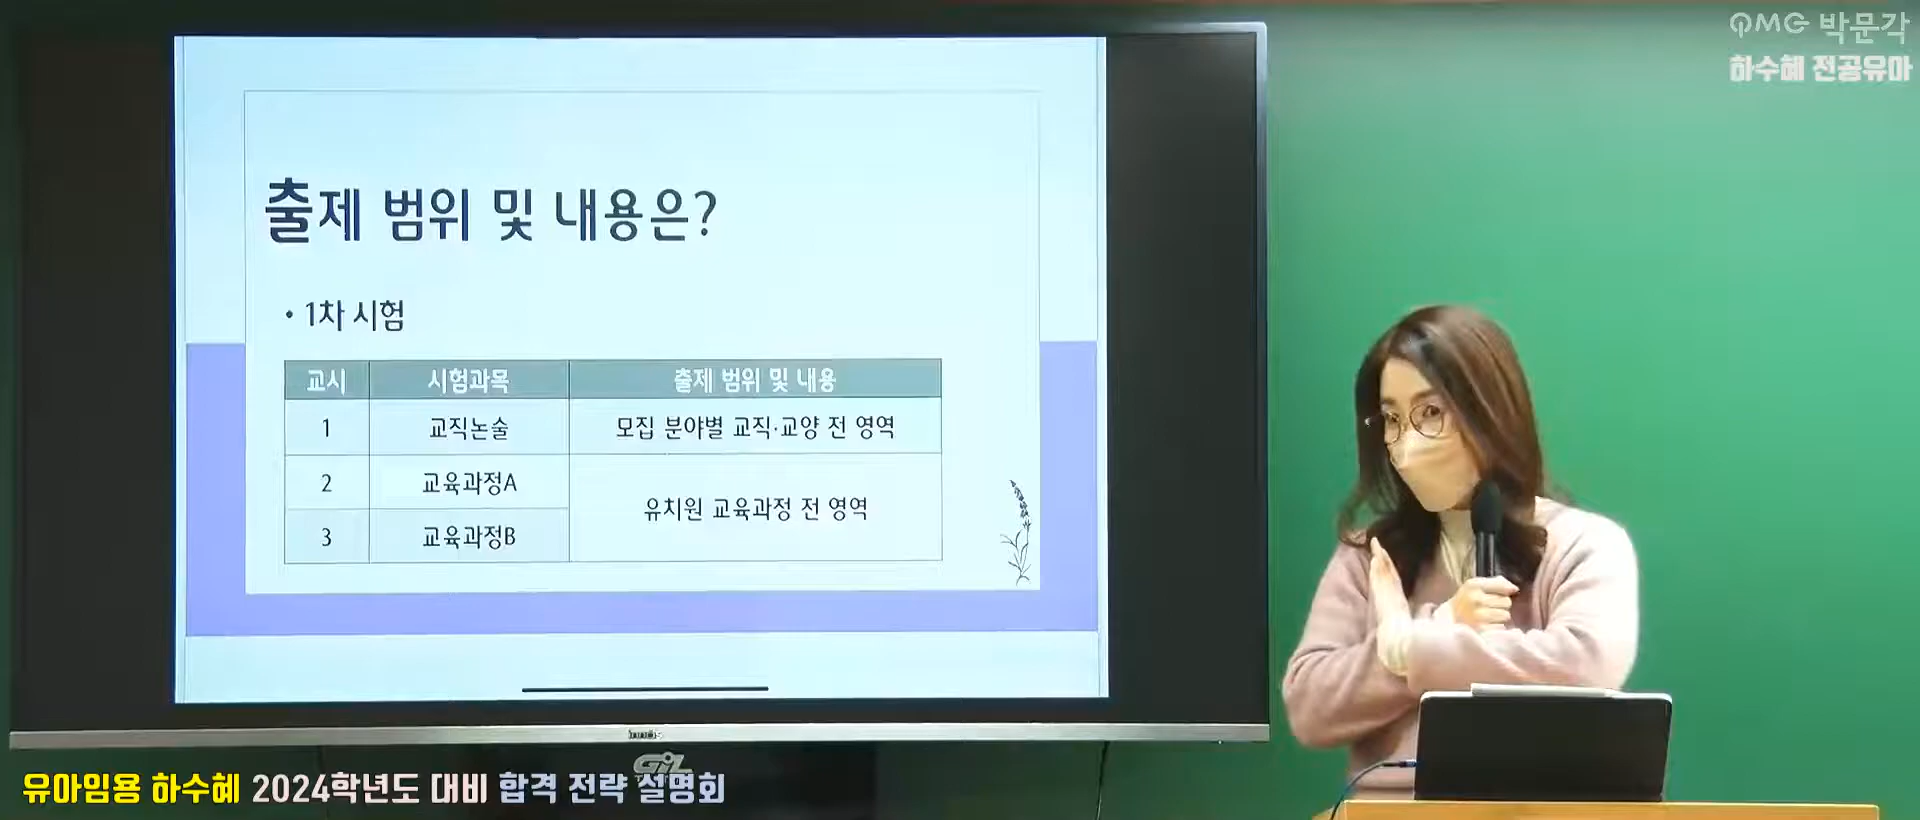 PMG 박문각
하수혜 전공유아
출제 범위 및 내용은?
• 1차 시험
교시 시험과목 출제 범위 및 내용
1 교직논술 모집 분야별 교직·교양 전 영역
2 교육과정A
유치원 교육과정 전 영역
3 교육과정B
유아임용 하수혜 2024학년도 대비 합격 전략 설명회